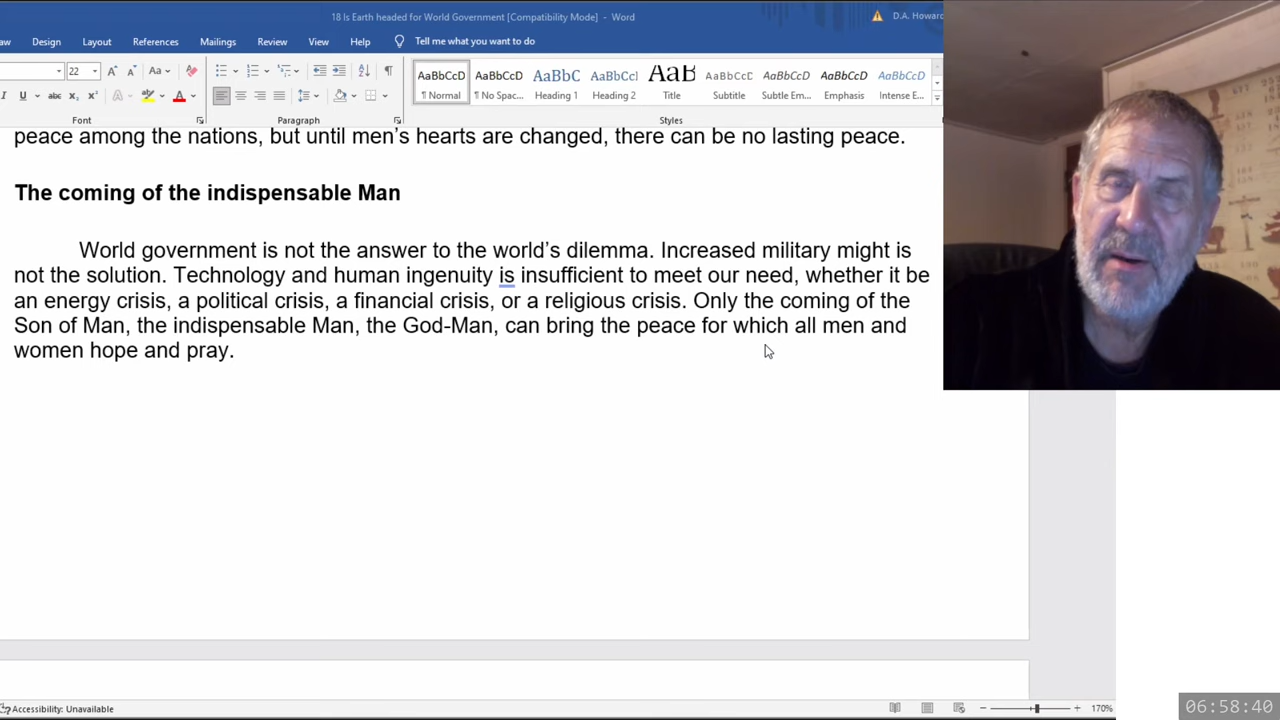 18 Is Earth headed for World Government [Compatibility Mode] - Word
D.A. Howar
aw Design Layout References Mailings Review View Help Tell me what you want to do
22 Aa
AaBbCcD AaBbCcD AaBbC AaBbCcI AaB AaBbCcD AaBbCcD AaBbCcD AaBbCcD
¶ Normal ¶ No Spac... Heading 1 Heading 2 Title Subtitle Subtle Em... Emphasis Intense E...
I U abc x₂ x² A A
Font Paragraph Styles
peace among the nations, but until men's hearts are changed, there can be no lasting peace.
The coming of the indispensable Man
World government is not the answer to the world's dilemma. Increased military might is
not the solution. Technology and human ingenuity is insufficient to meet our need, whether it be
an energy crisis, a political crisis, a financial crisis, or a religious crisis. Only the coming of the
Son of Man, the indispensable Man, the God-Man, can bring the peace for which all men and
women hope and pray.
Accessibility: Unavailable
170%
06:58:40